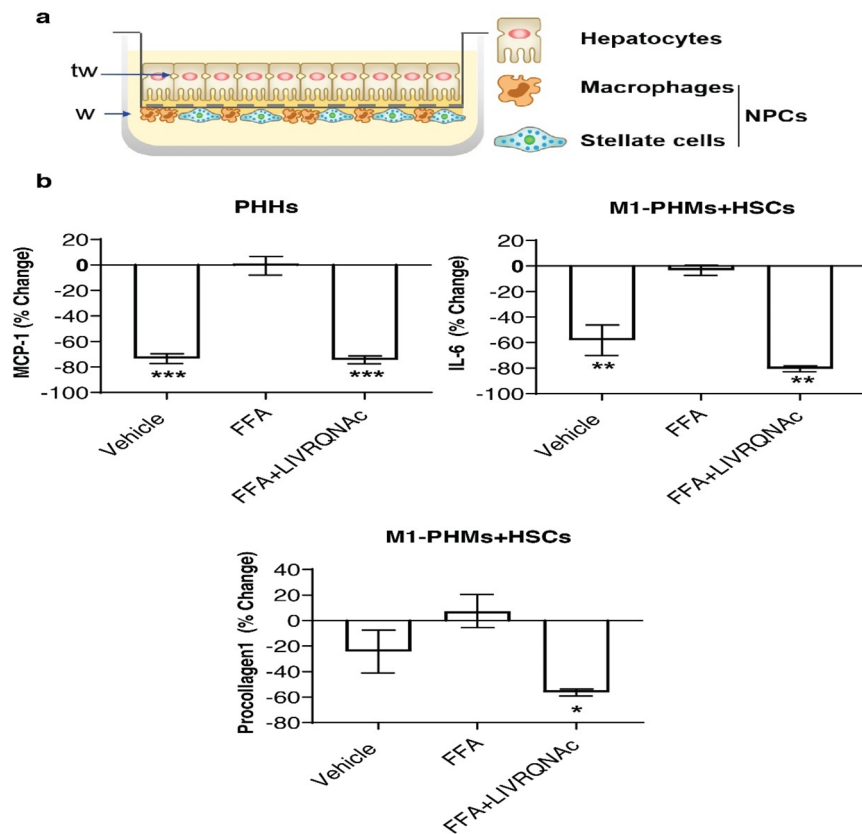 a
tw
w
Hepatocytes
Macrophages
Stellate cells
NPCs
b
PHHs
MCP-1 (% Change)
20
0
-20
-40
-60
-80
-100
***
***
Vehicle
FFA
FFA+LIVRQNAc
M1-PHMs+HSCs
IL-6 (% Change)
20
0
-20
-40
-60
-80
-100
**
**
Vehicle
FFA
FFA+LIVRQNAc
M1-PHMs+HSCs
Procollagen1 (% Change)
40
20
0
-20
-40
-60
-80
*
Vehicle
FFA
FFA+LIVRQNAc